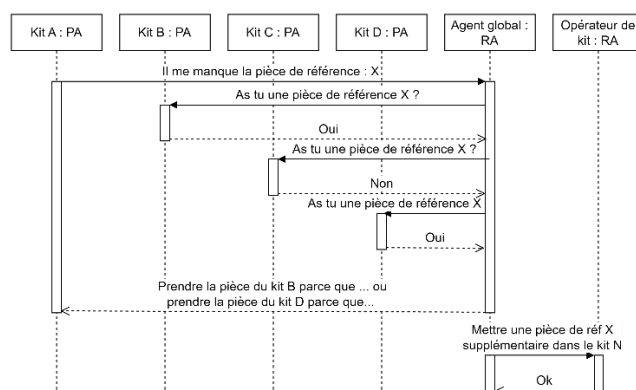 Kit A : PA
Kit B : PA
Kit C : PA
Kit D : PA
Agent global :
RA
Opérateur de
kit : RA
Il me manque la pièce de référence : X
As tu une pièce de référence X ?
Oui
As tu une pièce de référence X ?
Non
As tu une pièce de référence X
Oui
Prendre la pièce du kit B parce que ... ou
prendre la pièce du kit D parce que...
Mettre une pièce de réf X
supplémentaire dans le kit N
Ok